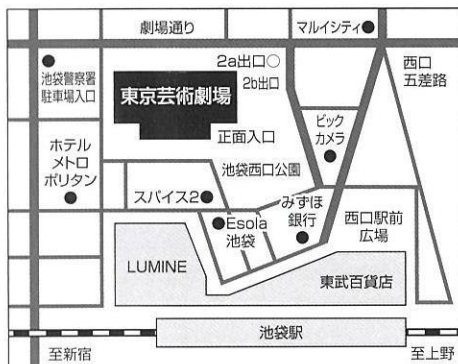 劇場通り
マルイシティ
2a出口
2b出口
西口
五差路
池袋警察署
駐車場入口
東京芸術劇場
ビック
カメラ
正面入口
ホテル
メトロ
ポリタン
池袋西口公園
スパイス2
みずほ
銀行
Esola
池袋
西口駅前
広場
LUMINE
東武百貨店
池袋駅
至新宿
至上野